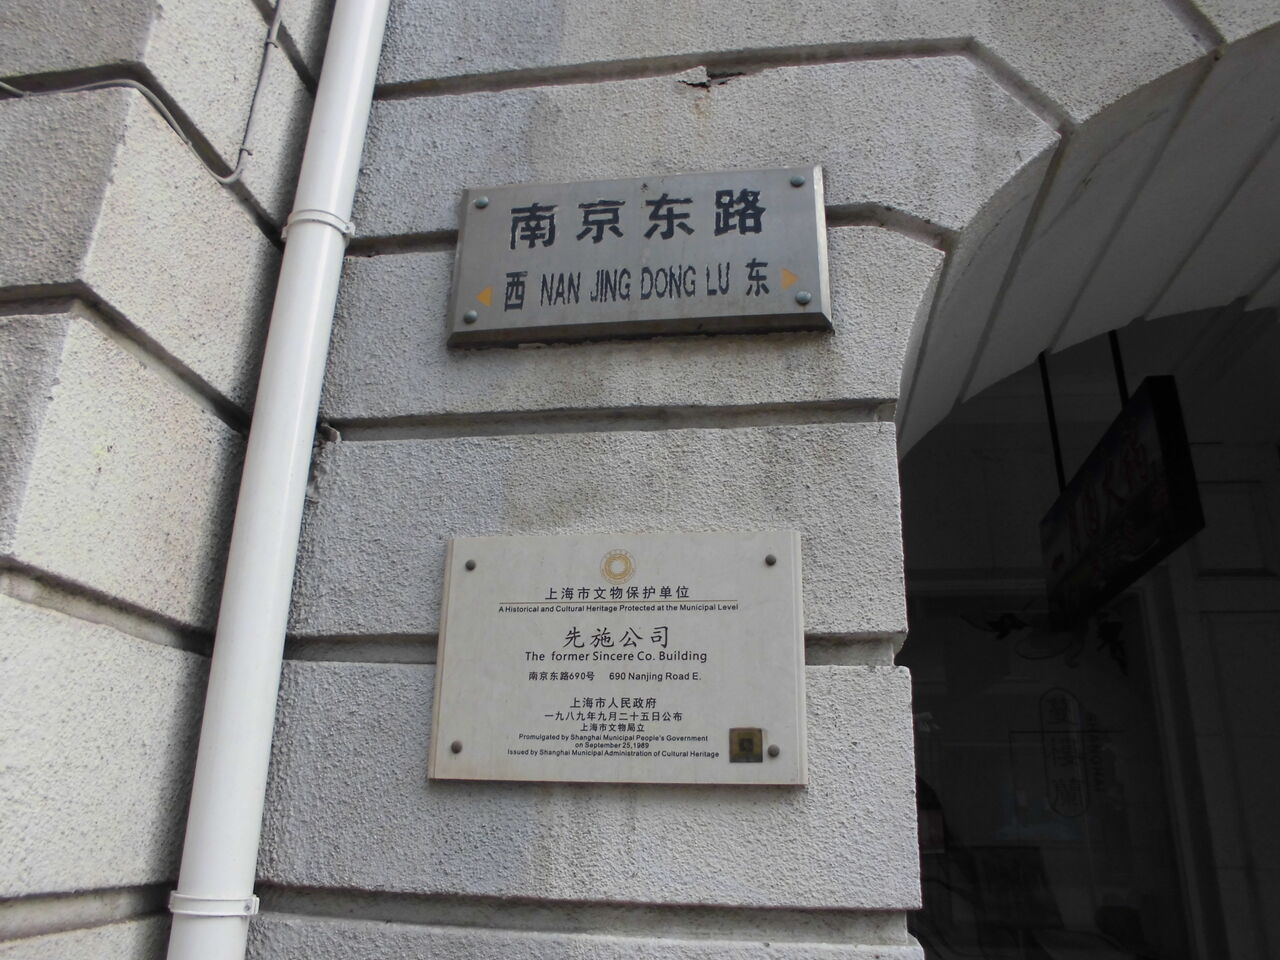 南京东路
西 NAN JING DONG LU 东
上海市文物保护单位
A Historical and Cultural Heritage Protected at the Municipal Level
先施公司
The former Sincere Co. Building
南京东路690号 690 Nanjing Road E.
上海市人民政府
一九八九年九月二十五日公布
上海市文物局立
Promulgated by Shanghai Municipal People's Government
on September 25,1989
Issued by Shanghai Municipal Administration of Cultural Heritage